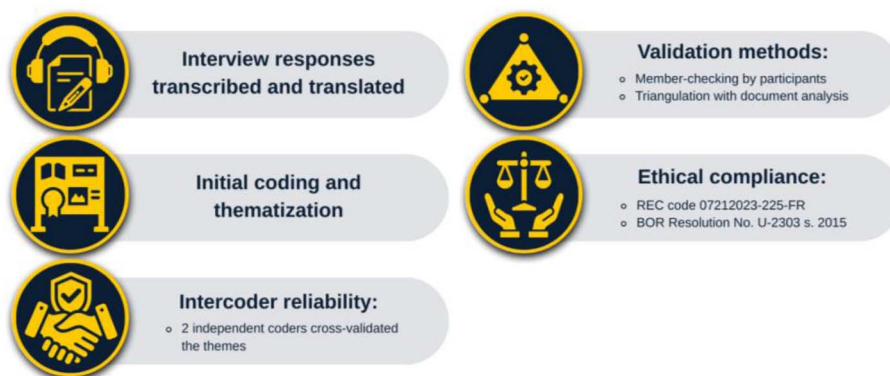 Interview responses
transcribed and translated
Initial coding and
thematization
Intercoder reliability:
2 independent coders cross-validated
the themes
Validation methods:
Member-checking by participants
Triangulation with document analysis
Ethical compliance:
REC code 07212023-225-FR
BOR Resolution No. U-2303 s. 2015